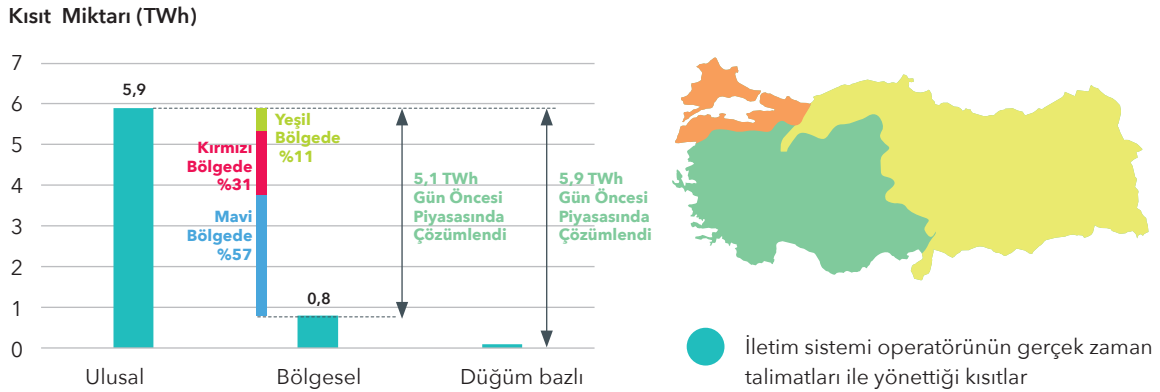 Kısıt Miktarı (TWh)
7
6
5
4
3
2
1
0
5,9
Yeşil
Bölgede
%11
Kırmızı
Bölgede
%31
Mavi
Bölgede
%57
0,8
5,1 TWh
Gün Öncesi
Piyasasında
Çözümlendi
5,9 TWh
Gün Öncesi
Piyasasında
Çözümlendi
Ulusal
Bölgesel
Düğüm bazlı
İletim sistemi operatörünün gerçek zaman
talimatları ile yönettiği kısıtlar